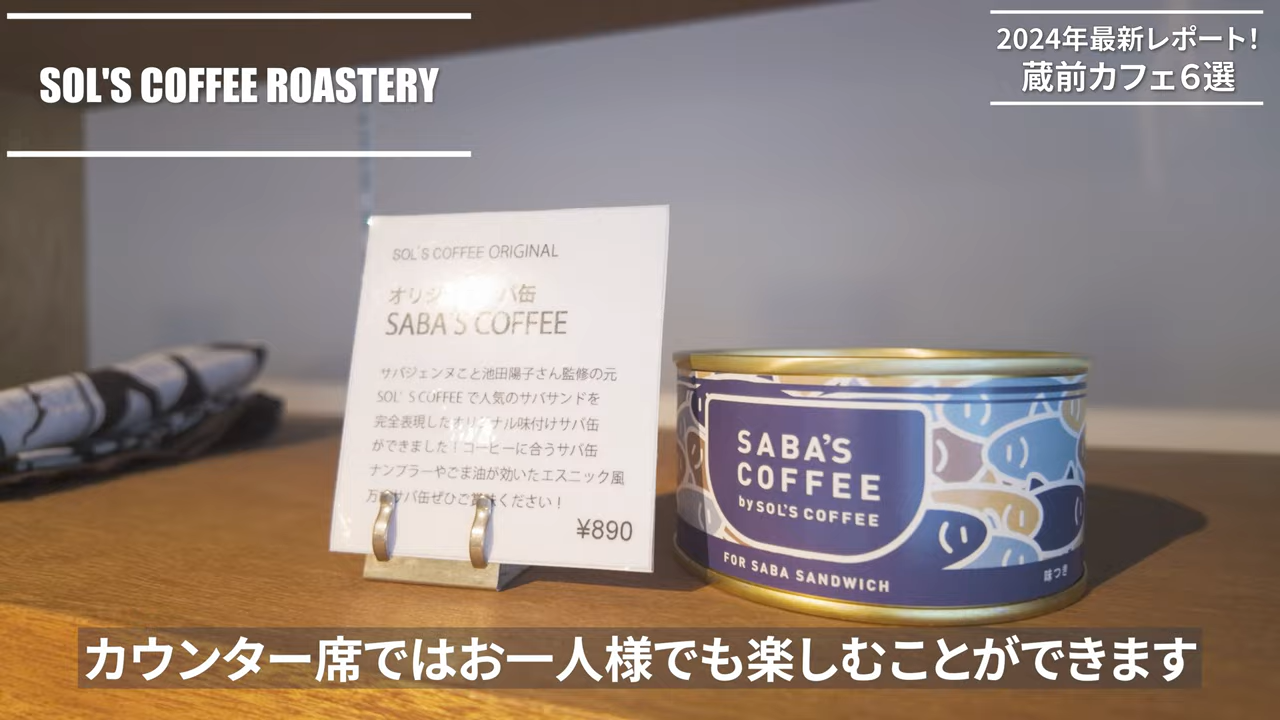 SOL'S COFFEE ROASTERY
2024年最新レポート!
蔵前カフェ6選
SOL'S COFFEE ORIGINAL
SABA'S COFFEE
サバジェンヌこと池田陽子さん監修の元
SOL'S COFFEEで人気のサバサンドを
完全表現したオリジナル味付けサバ缶
ができました!コーヒーに合うサバ缶
ナンプラーやごま油が効いたエスニック風
サバ缶ぜひご賞味ください!
¥890
SABA'S
COFFEE
by SOL'S COFFEE
FOR SABA SANDWICH
味つき
カウンター席ではお一人様でも楽しむことができます